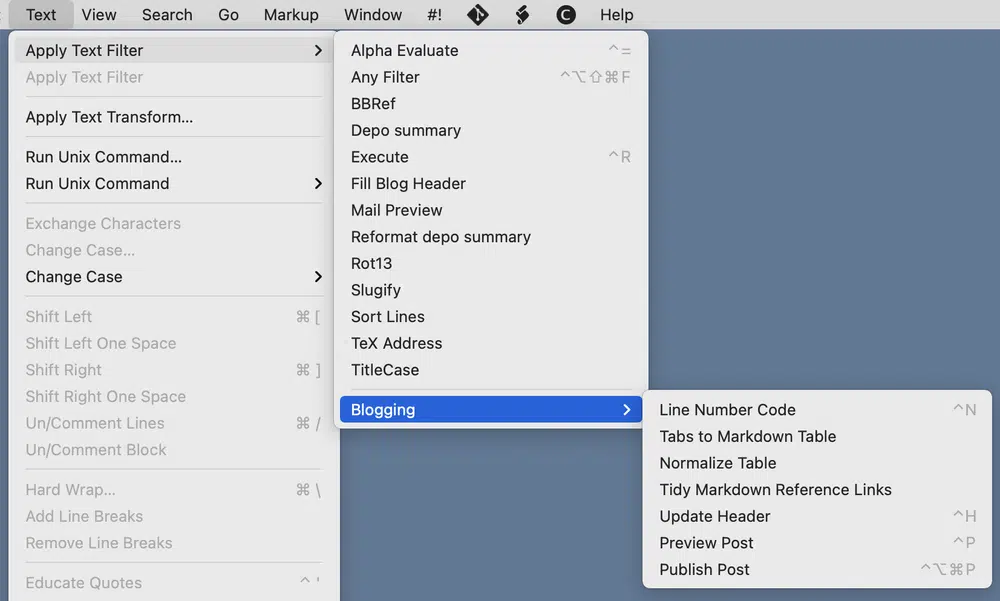 Text View Search Go Markup Window #! Help
Apply Text Filter
Apply Text Filter
Apply Text Transform...
Run Unix Command...
Run Unix Command
Exchange Characters
Change Case...
Change Case
Shift Left ⌘ [
Shift Left One Space
Shift Right ⌘ ]
Shift Right One Space
Un/Comment Lines ⌘ /
Un/Comment Block
Hard Wrap... ⌘ \
Add Line Breaks
Remove Line Breaks
Educate Quotes ^ '
Alpha Evaluate ^ =
Any Filter ^⌥⇧⌘F
BBRef
Depo summary
Execute ^R
Fill Blog Header
Mail Preview
Reformat depo summary
Rot13
Slugify
Sort Lines
TeX Address
TitleCase
Blogging
Line Number Code ^N
Tabs to Markdown Table
Normalize Table
Tidy Markdown Reference Links
Update Header ^H
Preview Post ^P
Publish Post ^⌥⌘P